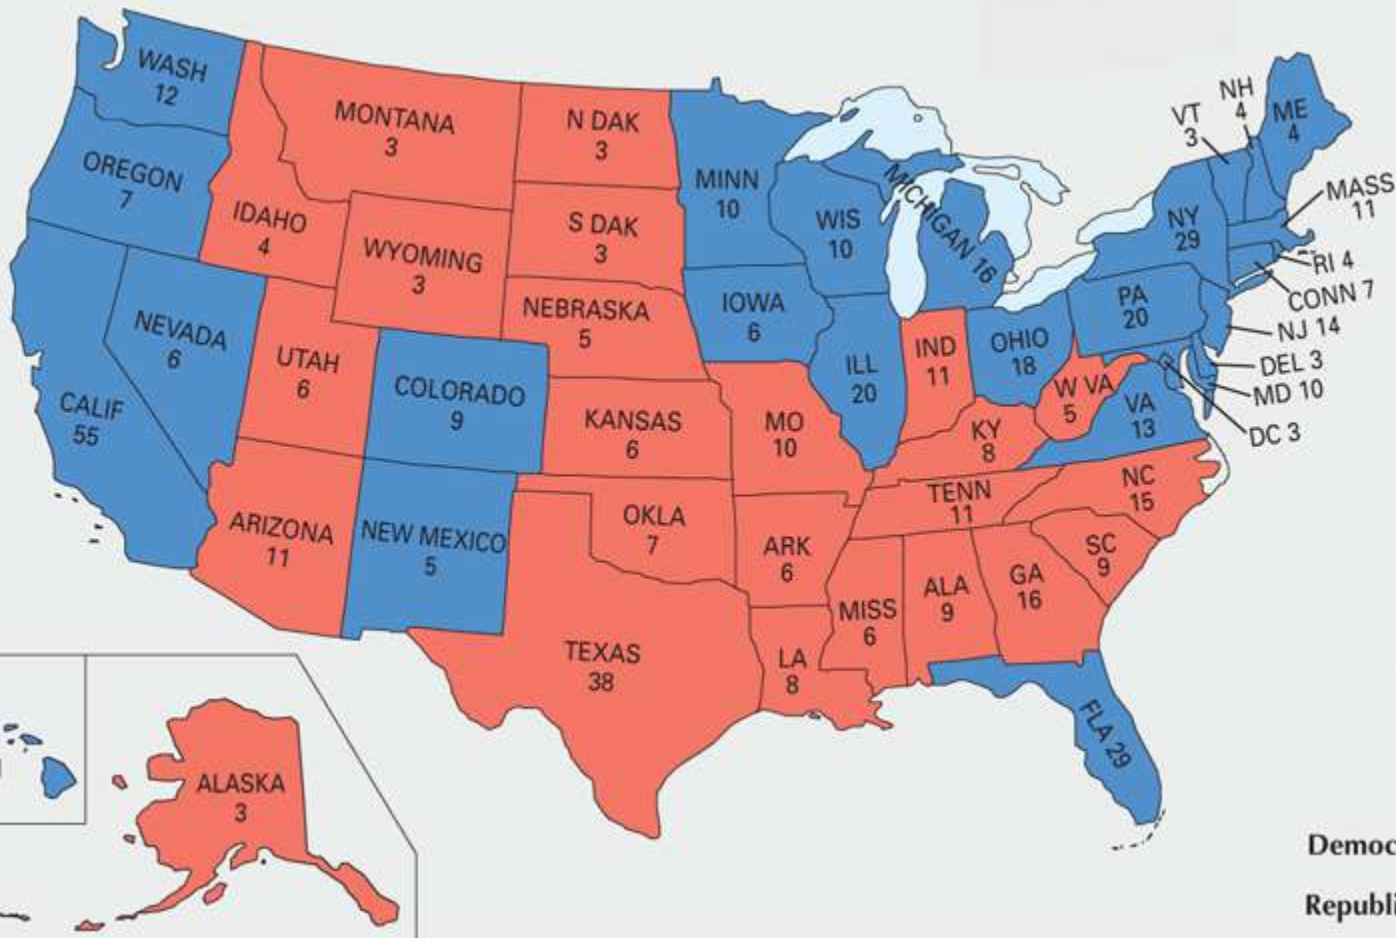 WASH
12
OREGON
7
CALIF
55
NEVADA
6
IDAHO
4
MONTANA
3
WYOMING
3
UTAH
6
COLORADO
9
ARIZONA
11
NEW MEXICO
5
N DAK
3
S DAK
3
NEBRASKA
5
KANSAS
6
OKLA
7
TEXAS
38
MINN
10
IOWA
6
MO
10
ARK
6
LA
8
WIS
10
ILL
20
MICHIGAN 16
IND
11
OHIO
18
KY
8
TENN
11
MISS
6
ALA
9
GA
16
FLA 29
SC
9
NC
15
VA
13
W VA
5
PA
20
NY
29
VT
3
NH
4
ME
4
MASS
11
RI 4
CONN 7
NJ 14
DEL 3
MD 10
DC 3
ALASKA
3
Democ
Republi